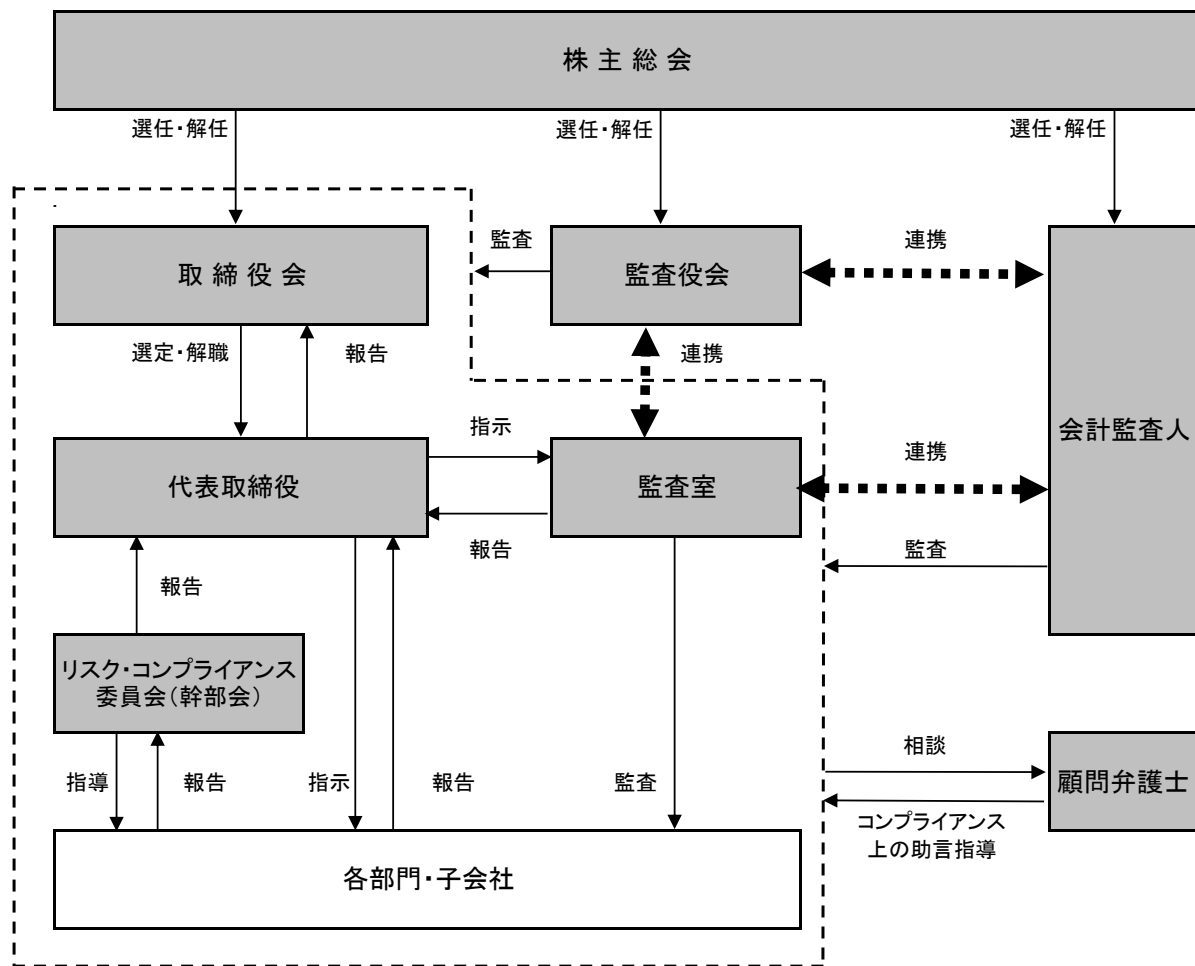 株 主 総 会
選任・解任
選任・解任
選任・解任
取 締 役 会
監査
監査役会
連携
会計監査人
選定・解職
報告
連携
代表取締役
指示
報告
監査室
連携
監査
報告
リスク・コンプライアンス
委員会(幹部会)
指導
報告
指示
報告
監査
相談
顧問弁護士
コンプライアンス
上の助言指導
各部門・子会社